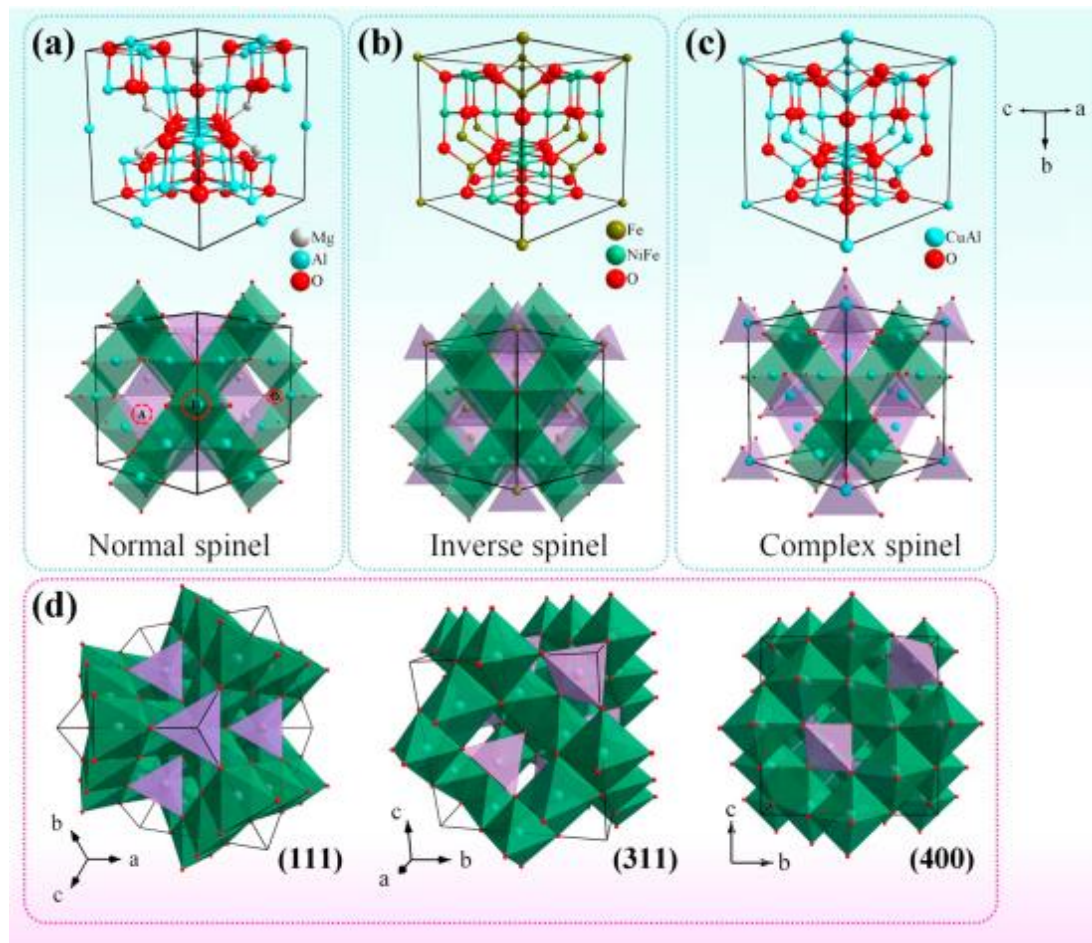 (a)
(b)
(c)
c
a
b
Mg
Al
O
Fe
NiFe
O
CuAl
O
A
Normal spinel
Inverse spinel
Complex spinel
(d)
b
a
c
(111)
c
b
a
(311)
c
b
(400)